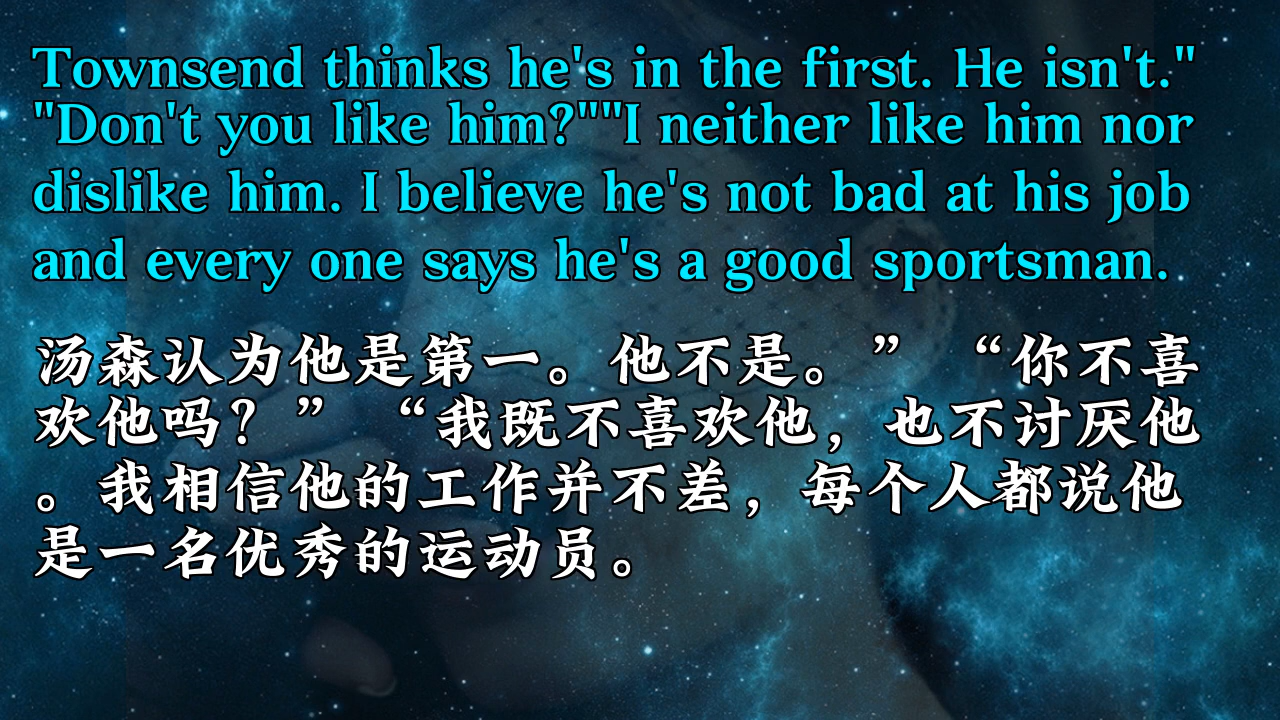 Townsend thinks he's in the first. He isn't."
"Don't you like him?""I neither like him nor
dislike him. I believe he's not bad at his job
and every one says he's a good sportsman.
汤森认为他是第一。他不是。” “你不喜
欢他吗？” “我既不喜欢他，也不讨厌他
。我相信他的工作并不差，每个人都说他
是一名优秀的运动员。